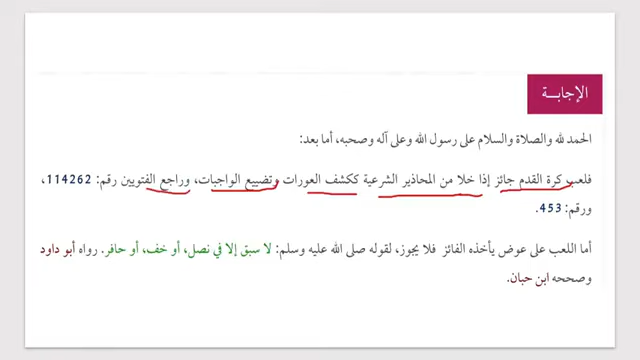 الإجابــة
الحمد لله والصلاة والسلام على رسول الله وعلى آله وصحبه، أما بعد:
فلعب كرة القدم جائز إذا خلا من المحاذير الشرعية ككشف العورات وتضييع الواجبات، وراجع الفتويين رقم: 114262،
ورقم: 453.
أما اللعب على عوض يأخذه الفائز فلا يجوز، لقوله صلى الله عليه وسلم: لا سبق إلا في نصل، أو خف، أو حافر. رواه أبو داود
وصححه ابن حبان.